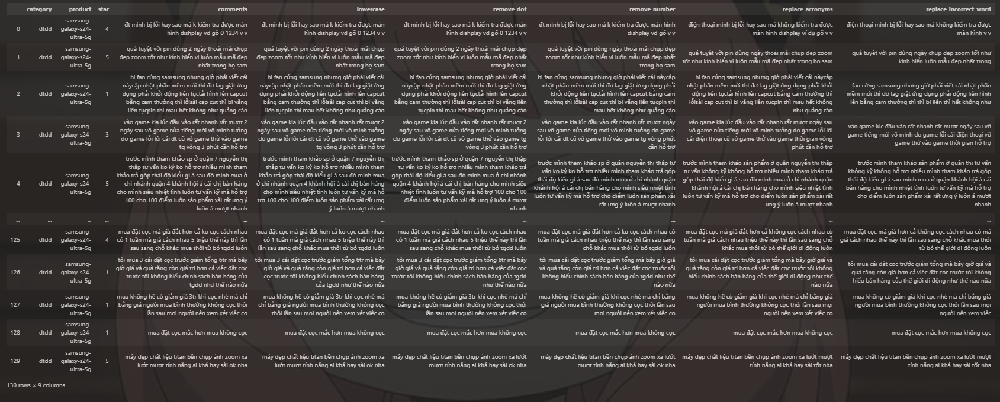 category product star comments lowercase remove_dot remove_number replace_acronyms replace_incorrect_word
samsung-
0 dtdd galaxy-s24- 4 đt mình bị lỗi hay sao mà k kiểm tra được màn đt mình bị lỗi hay sao mà k kiểm tra được màn đt mình bị lỗi hay sao mà k kiểm tra được màn đt mình bị lỗi hay sao mà k kiểm tra được màn hình điện thoại mình bị lỗi hay sao mà không kiểm tra được điện thoại mình bị lỗi hay sao mà không kiểm tra được
ultra-5g hình dishplay vd gõ 0 1234 v v hình dishplay vd gõ 0 1234 v v hình dishplay vd gõ 0 1234 v v dishplay vd gõ v v màn hình dishplay ví dụ gõ v v màn hình v v
samsung- quá tuyệt vời pin dùng 2 ngày thoải mái chụp quá tuyệt vời pin dùng 2 ngày thoải mái chụp quá tuyệt vời pin dùng 2 ngày thoải mái chụp đẹp quá tuyệt vời pin dùng ngày thoải mái chụp đẹp quá tuyệt vời pin dùng ngày thoải mái chụp đẹp zoom quá tuyệt vời pin dùng ngày chụp đẹp zoom tốt như
1 dtdd galaxy-s24- 5 đẹp zoom tốt như kính hiển vi luôn mẫu mã đẹp đẹp zoom tốt như kính hiển vi luôn mẫu mã đẹp zoom tốt như kính hiển vi luôn mẫu mã đẹp nhất zoom tốt như kính hiển vi luôn mẫu mã đẹp nhất tốt như kính hiển vi luôn mẫu mã đẹp nhất trong họ sam kính hiển luôn mẫu đẹp nhất trong
ultra-5g nhất trong họ sam nhất trong họ sam trong họ sam trong họ sam
hi fan cứng samsung nhưng giờ phải viết cái hi fan cứng samsung nhưng giờ phải viết cái hi fan cứng samsung nhưng giờ phải viết cái hi fan cứng samsung nhưng giờ phải viết cái nàycập hi fan cứng samsung nhưng giờ phải viết cái nàycập
samsung- nàycập nhật phần mềm mới thì đơ lag giật ứng nàycập nhật phần mềm mới thì đơ lag giật ứng nàycập nhật phần mềm mới thì đơ lag giật ứng nhật phần mềm mới thì đơ lag giật ứng dụng phải nhật phần mềm mới thì đơ lag giật ứng dụng phải khởi fan cứng samsung nhưng giờ phải viết cái nhật phần
2 dtdd galaxy-s24- 1 dụng phải khởi động liên tụctải hình lên capcut dụng phải khởi động liên tụctải hình lên capcut dụng phải khởi động liên tụctải hình lên capcut khởi động liên tụctải hình lên capcut bằng cam động liên tụctải hình lên capcut bằng cam thường thì mềm mới thì đơ lag giật ứng dụng phải động liên hình
ultra-5g bằng cam thường thì lỗisài cap cut thì bị văng bằng cam thường thì lỗisài cap cut thì bị văng bằng cam thường thì lỗisài cap cut thì bị văng liên thường thì lỗisài cap cut thì bị văng liên tụcpin thì lỗisài cap cut thì bị văng liên tụcpin thì mau hết không lên bằng cam thường thì thì bị liên thì hết không như
liên tụcpin thì mau hết không như quảng cáo liên tụcpin thì mau hết không như quảng cáo tụcpin thì mau hết không như quảng cáo mau hết không như quảng cáo như quảng cáo
samsung- vào game kia lúc đầu vào rất nhanh rất mượt 2 vào game kia lúc đầu vào rất nhanh rất mượt 2 vào game kia lúc đầu vào rất nhanh rất mượt 2 vào game kia lúc đầu vào rất nhanh rất mượt ngày vào game kia lúc đầu vào rất nhanh rất mượt ngày sau vào game lúc đầu vào rất nhanh rất mượt ngày sau vô
3 dtdd galaxy-s24- 3 ngày sau vô game nửa tiếng mới vô mình tưởng ngày sau vô game nửa tiếng mới vô mình tưởng ngày sau vô game nửa tiếng mới vô mình tưởng sau vô game nửa tiếng mới vô mình tưởng do game vô game nửa tiếng mới vô mình tưởng do game lỗi lôi game tiếng mới vô mình do game lỗi cái điện thoại vô
ultra-5g do game lỗi lôi cái đt cũ vô game thử vào game do game lỗi lôi cái đt cũ vô game thử vào game do game lỗi lôi cái đt cũ vô game thử vào game tg lỗi lôi cái đt cũ vô game thử vào game tg vòng phút cái điện thoại cũ vô game thử vào game thời gian vòng game thử vào game thời gian hỗ trợ
tg vòng 3 phút cần hỗ trợ tg vòng 3 phút cần hỗ trợ vòng 3 phút cần hỗ trợ cần hỗ trợ phút cần hỗ trợ
trước mình tham khảo sp ở quận 7 nguyễn thị trước mình tham khảo sp ở quận 7 nguyễn thị trước mình tham khảo sp ở quận 7 nguyễn thị thập trước mình tham khảo sp ở quận nguyễn thị thập tư trước mình tham khảo sản phẩm ở quận nguyễn thị thập trước mình tham khảo sản phẩm ở quận thị tư vấn
thập tư vấn ko kỷ ko hỗ trợ nhiều mình tham thập tư vấn ko kỷ ko hỗ trợ nhiều mình tham tư vấn ko kỷ ko hỗ trợ nhiều mình tham khảo trả vấn ko kỷ ko hỗ trợ nhiều mình tham khảo trả góp tư vấn không kỷ không hỗ trợ nhiều mình tham khảo trả không kỷ không hỗ trợ nhiều mình tham khảo trả góp
samsung- khảo trả góp thái độ kiểu gì á sau đó mình mua ở khảo trả góp thái độ kiểu gì á sau đó mình mua góp thái độ kiểu gì á sau đó mình mua ở chi nhánh thái độ kiểu gì á sau đó mình mua ở chi nhánh quận góp thái độ kiểu gì á sau đó mình mua ở chi nhánh quận thái độ kiểu gì á sau đó mình mua ở quận hội á cái
4 dtdd galaxy-s24- 5 chi nhánh quận 4 khánh hội á cái chị bán hàng ở chi nhánh quận 4 khánh hội á cái chị bán hàng quận 4 khánh hội á cái chị bán hàng cho mình siêu khánh hội á cái chị bán hàng cho mình siêu nhiệt tình khánh hội á cái chị bán hàng cho mình siêu nhiệt tình bán hàng cho mình nhiệt tình luôn tư vấn kỹ mà hỗ trợ
ultra-5g cho mình siêu nhiệt tình luôn tư vấn kỹ mà hỗ trợ cho mình siêu nhiệt tình luôn tư vấn kỹ mà hỗ nhiệt tình luôn tư vấn kỹ mà hỗ trợ 100 cho 100 luôn tư vấn kỹ mà hỗ trợ cho điểm luôn sản phẩm xài luôn tư vấn kỹ mà hỗ trợ cho điểm luôn sản phẩm xài rất cho điểm luôn sản phẩm xài rất ưng ý luôn á mượt
100 cho 100 điểm luôn sản phẩm xài rất ưng ý trợ 100 cho 100 điểm luôn sản phẩm xài rất ưng điểm luôn sản phẩm xài rất ưng ý luôn á mượt rất ưng ý luôn á mượt nhanh ưng ý luôn á mượt nhanh nhanh
luôn á mượt nhanh ý luôn á mượt nhanh nhanh
... ... ... ... ... ... ... ... ... ...
samsung- mua đặt cọc mà giá đắt hơn cả ko cọc cách nhau mua đặt cọc mà giá đắt hơn cả ko cọc cách nhau mua đặt cọc mà giá đắt hơn cả ko cọc cách nhau mua đặt cọc mà giá đắt hơn cả ko cọc cách nhau có mua đặt cọc mà giá đắt hơn cả không cọc cách nhau có mua đặt cọc mà giá hơn cả không cọc cách nhau có mà
125 dtdd galaxy-s24- 4 có 1 tuần mà giá cách nhau 5 triệu thế này thì lần có 1 tuần mà giá cách nhau 5 triệu thế này thì có 1 tuần mà giá cách nhau 5 triệu thế này thì lần tuần mà giá cách nhau triệu thế này thì lần sau sang tuần mà giá cách nhau triệu thế này thì lần sau sang chỗ giá cách nhau thế này thì lần sau sang chỗ khác mua thôi
ultra-5g sau sang chỗ khác mua thôi từ bỏ tgdd luôn lần sau sang chỗ khác mua thôi từ bỏ tgdd luôn sau sang chỗ khác mua thôi từ bỏ tgdd luôn chỗ khác mua thôi từ bỏ tgdd luôn khác mua thôi từ bỏ thế giới di động luôn từ bỏ thế giới di động luôn
tôi mua 3 cái đặt cọc trước giảm tổng 6tr mà bây tôi mua 3 cái đặt cọc trước giảm tổng 6tr mà tôi mua 3 cái đặt cọc trước giảm tổng 6tr mà bây tôi mua cái đặt cọc trước giảm tổng mà bây giờ giá tôi mua cái đặt cọc trước giảm tổng mà bây giờ giá và
samsung- giờ giá và quà tặng còn giá trị hơn cả việc đặt bây giờ giá và quà tặng còn giá trị hơn cả việc đặt giờ giá và quà tặng còn giá trị hơn cả việc đặt cọc và quà tặng còn giá trị hơn cả việc đặt cọc trước tôi quà tặng còn giá trị hơn cả việc đặt cọc trước tôi không tôi mua cái đặt cọc trước giảm tổng mà bây giờ giá và
126 dtdd galaxy-s24- 1 cọc trước tôi không hiểu chính sách bán hàng của cọc trước tôi không hiểu chính sách bán hàng trước tôi không hiểu chính sách bán hàng của tgdd không hiểu chính sách bán hàng của tgdd như thế hiểu chính sách bán hàng của thế giới di động như thế quà tặng còn giá hơn cả việc đặt cọc trước tôi không
ultra-5g tgdd như thế nào nữa của tgdd như thế nào nữa như thế nào nữa nào nữa nào nữa hiểu bán hàng của thế giới di động như thế nào nữa
samsung- mua không hề có giảm giá 3tr khi cọc nhé mà chỉ mua không hề có giảm giá 3tr khi cọc nhé mà mua không hề có giảm giá 3tr khi cọc nhé mà chỉ mua không hề có giảm giá khi cọc nhé mà chỉ bằng mua không hề có giảm giá khi cọc nhé mà chỉ bằng giá mua không có giảm giá khi cọc nhé mà chỉ bằng giá
127 dtdd galaxy-s24- 1 bằng giá người mua bình thường không cọc thôi chỉ bằng giá người mua bình thường không cọc bằng giá người mua bình thường không cọc thôi giá người mua bình thường không cọc thôi lần sau người mua bình thường không cọc thôi lần sau mọi người mua bình thường không cọc thôi lần sau mọi
ultra-5g lần sau mọi người nên xem xét việc cọ thôi lần sau mọi người nên xem xét việc cọ lần sau mọi người nên xem xét việc cọ mọi người nên xem xét việc cọ người nên xem xét việc cọ người nên xem xét việc
samsung-
128 dtdd galaxy-s24- 1 mua đặt cọc mắc hơn mua không cọc mua đặt cọc mắc hơn mua không cọc mua đặt cọc mắc hơn mua không cọc mua đặt cọc mắc hơn mua không cọc mua đặt cọc mắc hơn mua không cọc mua đặt cọc mắc hơn mua không cọc
ultra-5g
samsung-
129 dtdd galaxy-s24- 5 máy đẹp chất liệu titan bền chụp ảnh zoom xa máy đẹp chất liệu titan bền chụp ảnh zoom xa máy đẹp chất liệu titan bền chụp ảnh zoom xa lướt máy đẹp chất liệu titan bền chụp ảnh zoom xa lướt máy đẹp chất liệu titan bền chụp ảnh zoom xa lướt mượt máy đẹp chất liệu titan bền chụp ảnh zoom xa lướt mượt
ultra-5g lướt mượt tính năng ai khá hay sài ok nha lướt mượt tính năng ai khá hay sài ok nha mượt tính năng ai khá hay sài ok nha mượt tính năng ai khá hay sài ok nha tính năng ai khá hay sài tốt nha tính năng ai khá hay sài tốt nha
130 rows × 9 columns